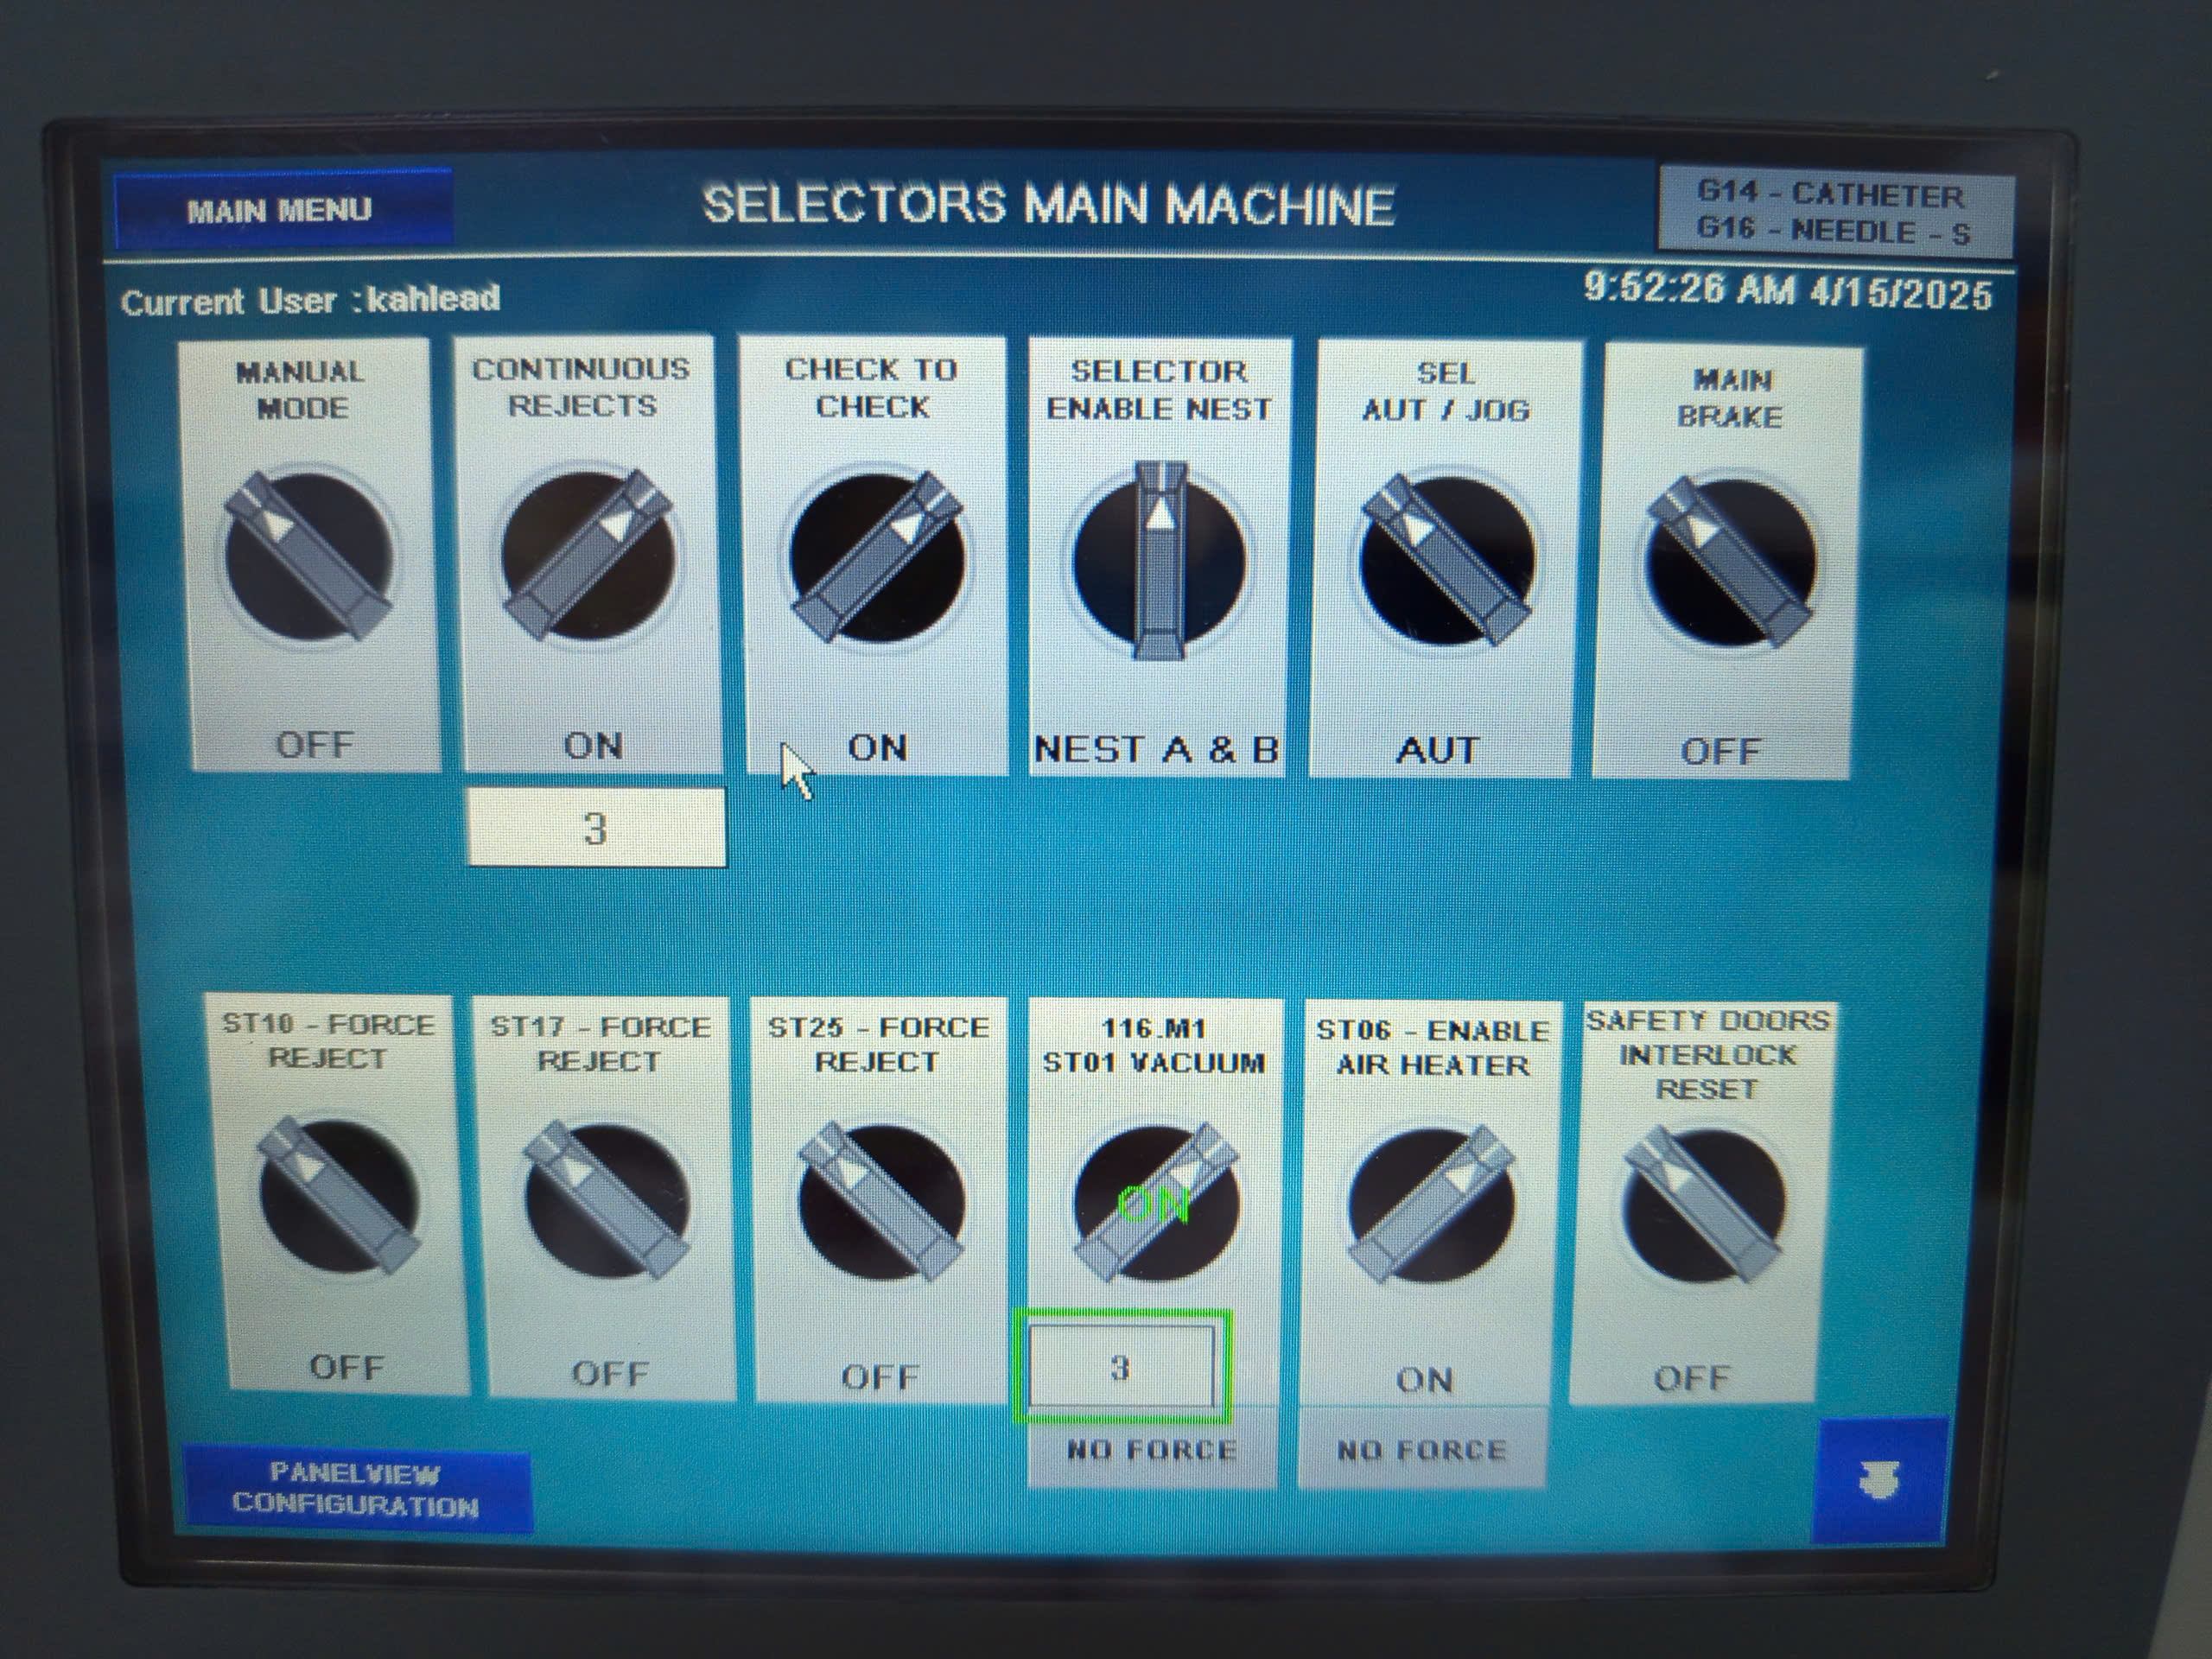 MAIN MENU
SELECTORS MAIN MACHINE
G14 - CATHETER
G16 - NEEDLE - S
Current User :kahlead
9:52:26 AM 4/15/2025
MANUAL
MODE
OFF
CONTINUOUS
REJECTS
ON
3
CHECK TO
CHECK
ON
SELECTOR
ENABLE NEST
NEST A & B
SEL
AUT / JOG
AUT
MAIN
BRAKE
OFF
ST10 - FORCE
REJECT
OFF
ST17 - FORCE
REJECT
OFF
ST25 - FORCE
REJECT
OFF
116.M1
ST01 VACUUM
ON
3
NO FORCE
ST06 - ENABLE
AIR HEATER
ON
NO FORCE
SAFETY DOORS
INTERLOCK
RESET
OFF
PANELVIEW
CONFIGURATION